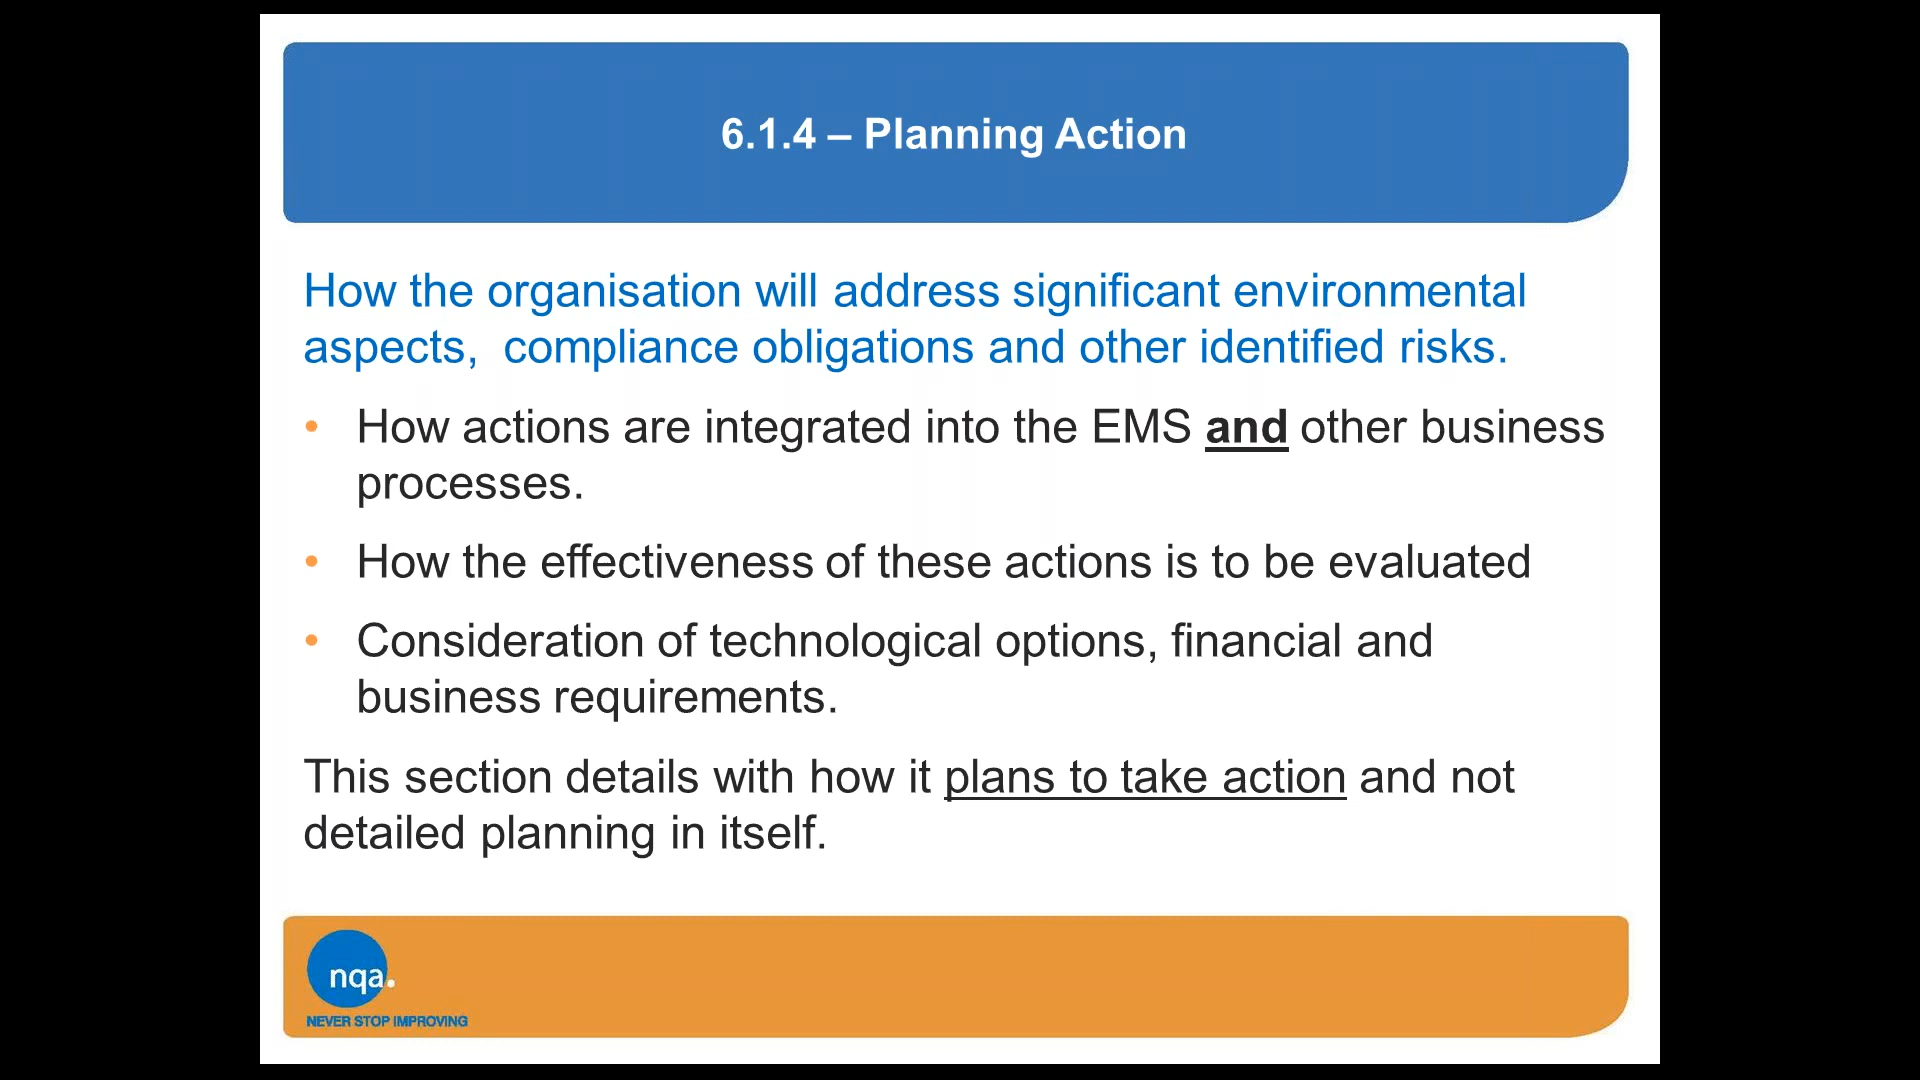 6.1.4 – Planning Action
How the organisation will address significant environmental
aspects,  compliance obligations and other identified risks.
• How actions are integrated into the EMS and other business
processes.
• How the effectiveness of these actions is to be evaluated
• Consideration of technological options, financial and
business requirements.
This section details with how it plans to take action and not
detailed planning in itself.
nqa.
NEVER STOP IMPROVING